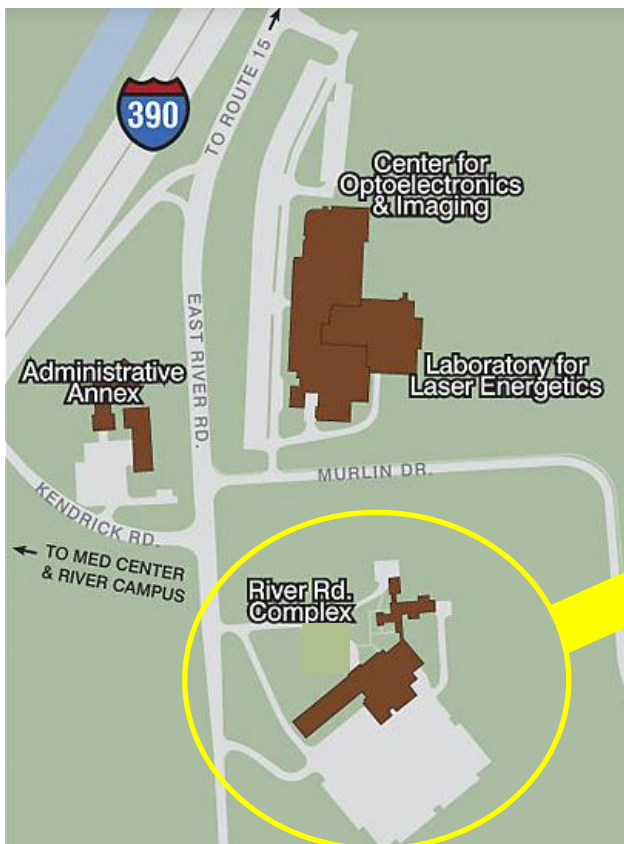 390
TO ROUTE 15
Center for
Optoelectronics
& Imaging
EAST RIVER RD.
Administrative
Annex
Laboratory for
Laser Energetics
MURLIN DR.
KENDRICK RD.
TO MED CENTER
& RIVER CAMPUS
River Rd.
Complex